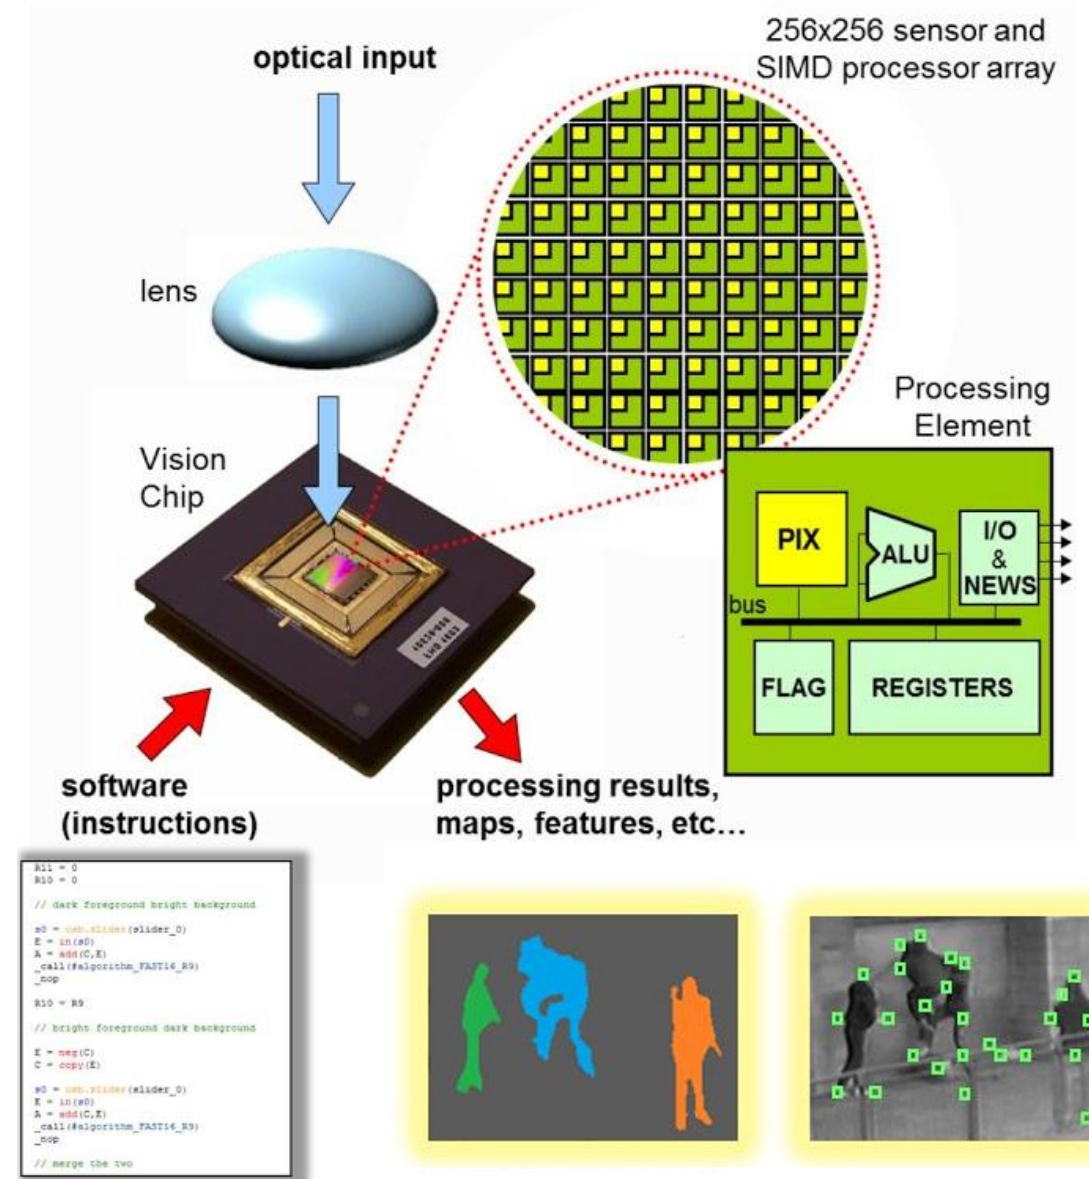 optical input
256x256 sensor and
SIMD processor array
lens
Vision
Chip
Processing
Element
PIX
ALU
I/O
&
NEWS
bus
FLAG
REGISTERS
software
(instructions)
processing results,
maps, features, etc...
R11 = 0
R10 = 0
// dark foreground bright background
s0 = usb.slider(slider_0)
E = in(s0)
A = add(C,E)
_call(#algorithm_FAST16_R9)
_nop
R10 = R9
// bright foreground dark background
E = neg(C)
C = copy(E)
s0 = usb.slider(slider_0)
E = in(s0)
A = add(C,E)
_call(#algorithm_FAST16_R9)
_nop
// merge the two